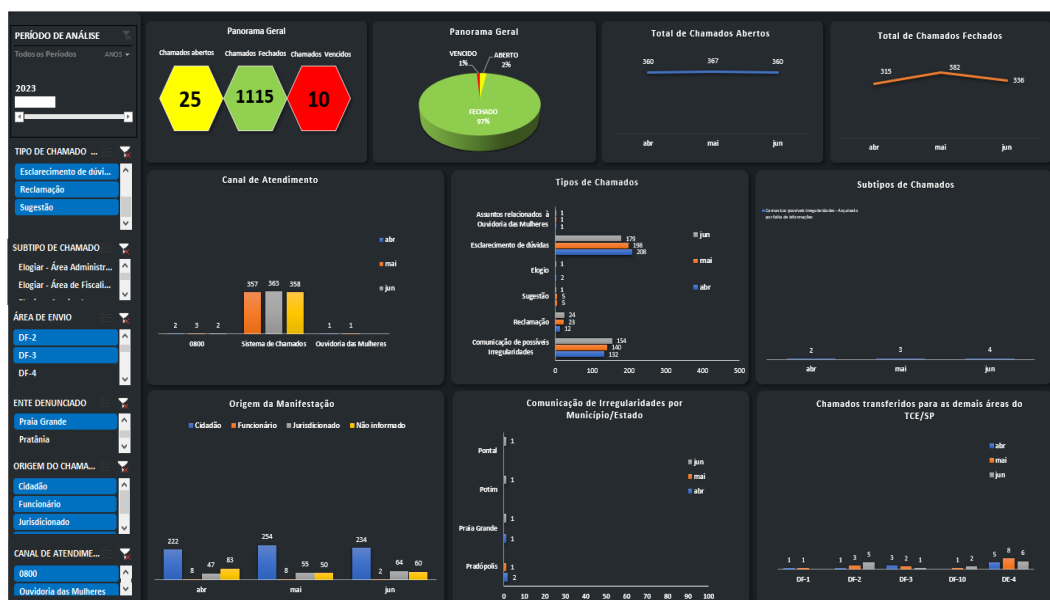 PERÍODO DE ANÁLISE
Todos os Períodos
ANOS
2023
TIPO DE CHAMADO ...
Esclarecimento de dúvi...
Reclamação
Sugestão
SUBTIPO DE CHAMADO
Elogiar - Área Administr...
Elogiar - Área de Fiscali...
ÁREA DE ENVIO
DF-2
DF-3
DF-4
ENTE DENUNCIADO
Praia Grande
Pratânia
ORIGEM DO CHAMA...
Cidadão
Funcionário
Jurisdicionado
CANAL DE ATENDIME...
0800
Ouvidoria das Mulheres
Panorama Geral
Chamados abertos
Chamados Fechados
Chamados Vencidos
25
1115
10
Panorama Geral
VENCIDO
1%
ABERTO
2%
FECHADO
97%
Total de Chamados Abertos
360
367
360
abr
mai
jun
Total de Chamados Fechados
315
382
336
abr
mai
jun
Canal de Atendimento
abr
mai
jun
2
3
2
357
363
358
1
1
0800
Sistema de Chamados
Ouvidoria das Mulheres
Tipos de Chamados
Assuntos relacionados à
Ouvidoria das Mulheres
1
1
1
Esclarecimento de dúvidas
179
198
208
Elogio
1
2
Sugestão
1
5
5
Reclamação
24
23
12
Comunicação de possíveis
Irregularidades
154
140
132
0
100
200
300
400
500
jun
mai
abr
Subtipos de Chamados
Comunicar possíveis Irregularidades - Arquivado
por falta de informações
2
3
4
abr
mai
jun
Origem da Manifestação
Cidadão
Funcionário
Jurisdicionado
Não informado
222
8
47
83
254
8
55
50
234
2
64
60
abr
mai
jun
Comunicação de Irregularidades por
Município/Estado
Pontal
1
Potim
1
Praia Grande
1
1
Pradópolis
1
2
0
10
20
30
40
50
60
70
80
90
100
jun
mai
abr
Chamados transferidos para as demais áreas do
TCE/SP
abr
mai
jun
1
1
1
3
5
3
2
1
1
2
5
8
6
DF-1
DF-2
DF-3
DF-10
DE-4